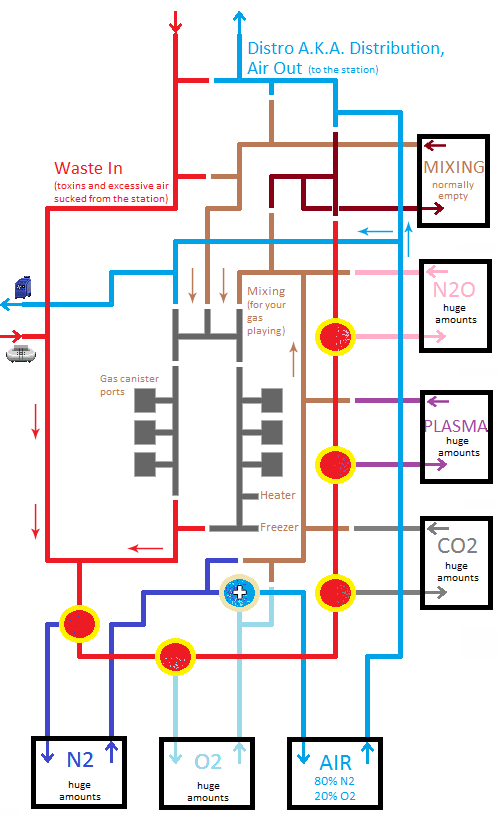 Distro A.K.A. Distribution,
Air Out (to the station)
Waste In
(toxins and excessive air
sucked from the station)
MIXING
normally
empty
N2O
huge
amounts
Mixing
(for your
gas
playing)
Gas canister
ports
PLASMA
huge
amounts
Heater
Freezer
CO2
huge
amounts
N2
huge
amounts
O2
huge
amounts
AIR
80% N2
20% O2